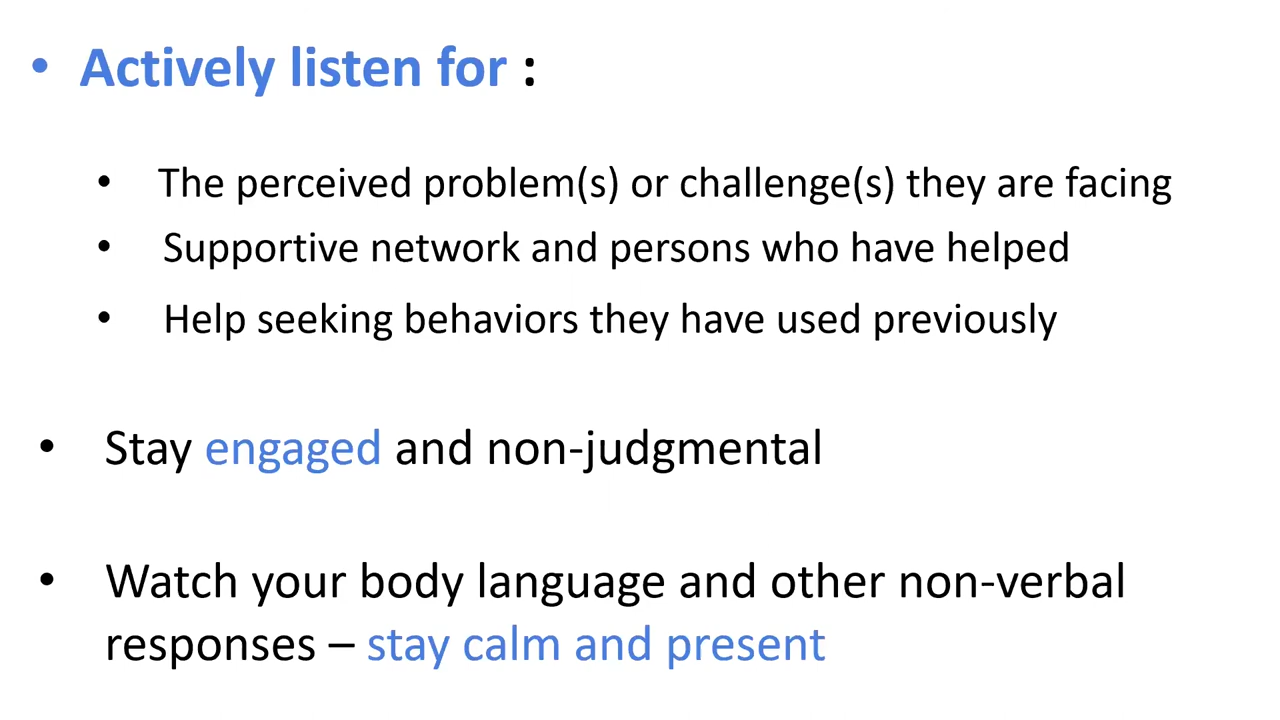 • Actively listen for :
• The perceived problem(s) or challenge(s) they are facing
• Supportive network and persons who have helped
• Help seeking behaviors they have used previously
• Stay engaged and non-judgmental
• Watch your body language and other non-verbal
responses – stay calm and present